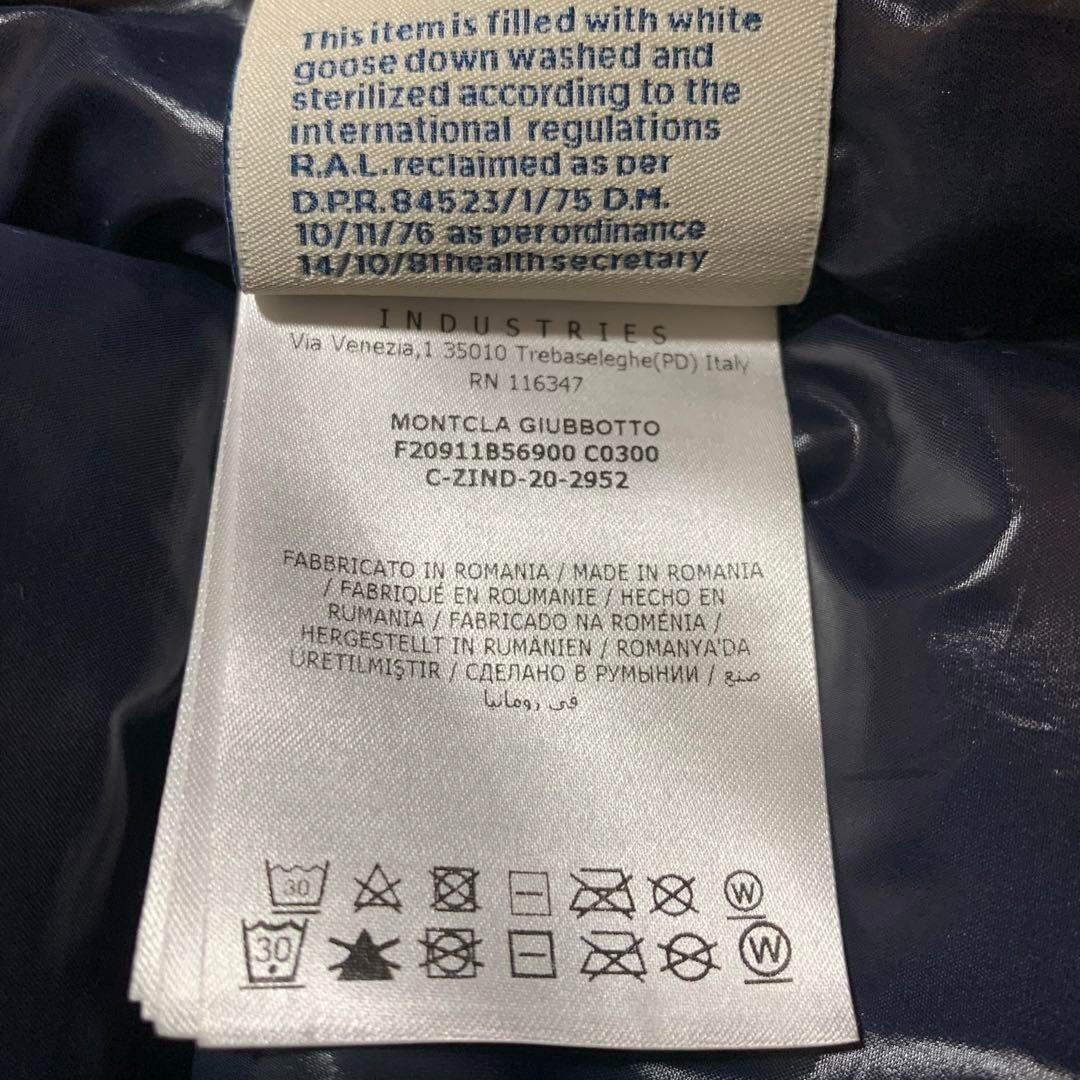 This item is filled with white
goose down washed and
sterilized according to the
international regulations
R.A.L. reclaimed as per
D.P.R. 84523/1/75 D.M.
10/11/76 as per ordinance
14/10/81 health secretary
INDUSTRIES
Via Venezia,1 35010 Trebaseleghe(PD) Italy
RN 116347
MONTCLA GIUBBOTTO
F20911B56900 C0300
C-ZIND-20-2952
FABBRICATO IN ROMANIA / MADE IN ROMANIA
/ FABRIQUÉ EN ROUMANIE / HECHO EN
RUMANIA / FABRICADO NA ROMÉNIA /
HERGESTELLT IN RUMÄNIEN / ROMANYA'DA
ÜRETILMIŞTIR / СДЕЛАНО В РУМЫНИИ / صنع
في رومانيا
30 W
30 W